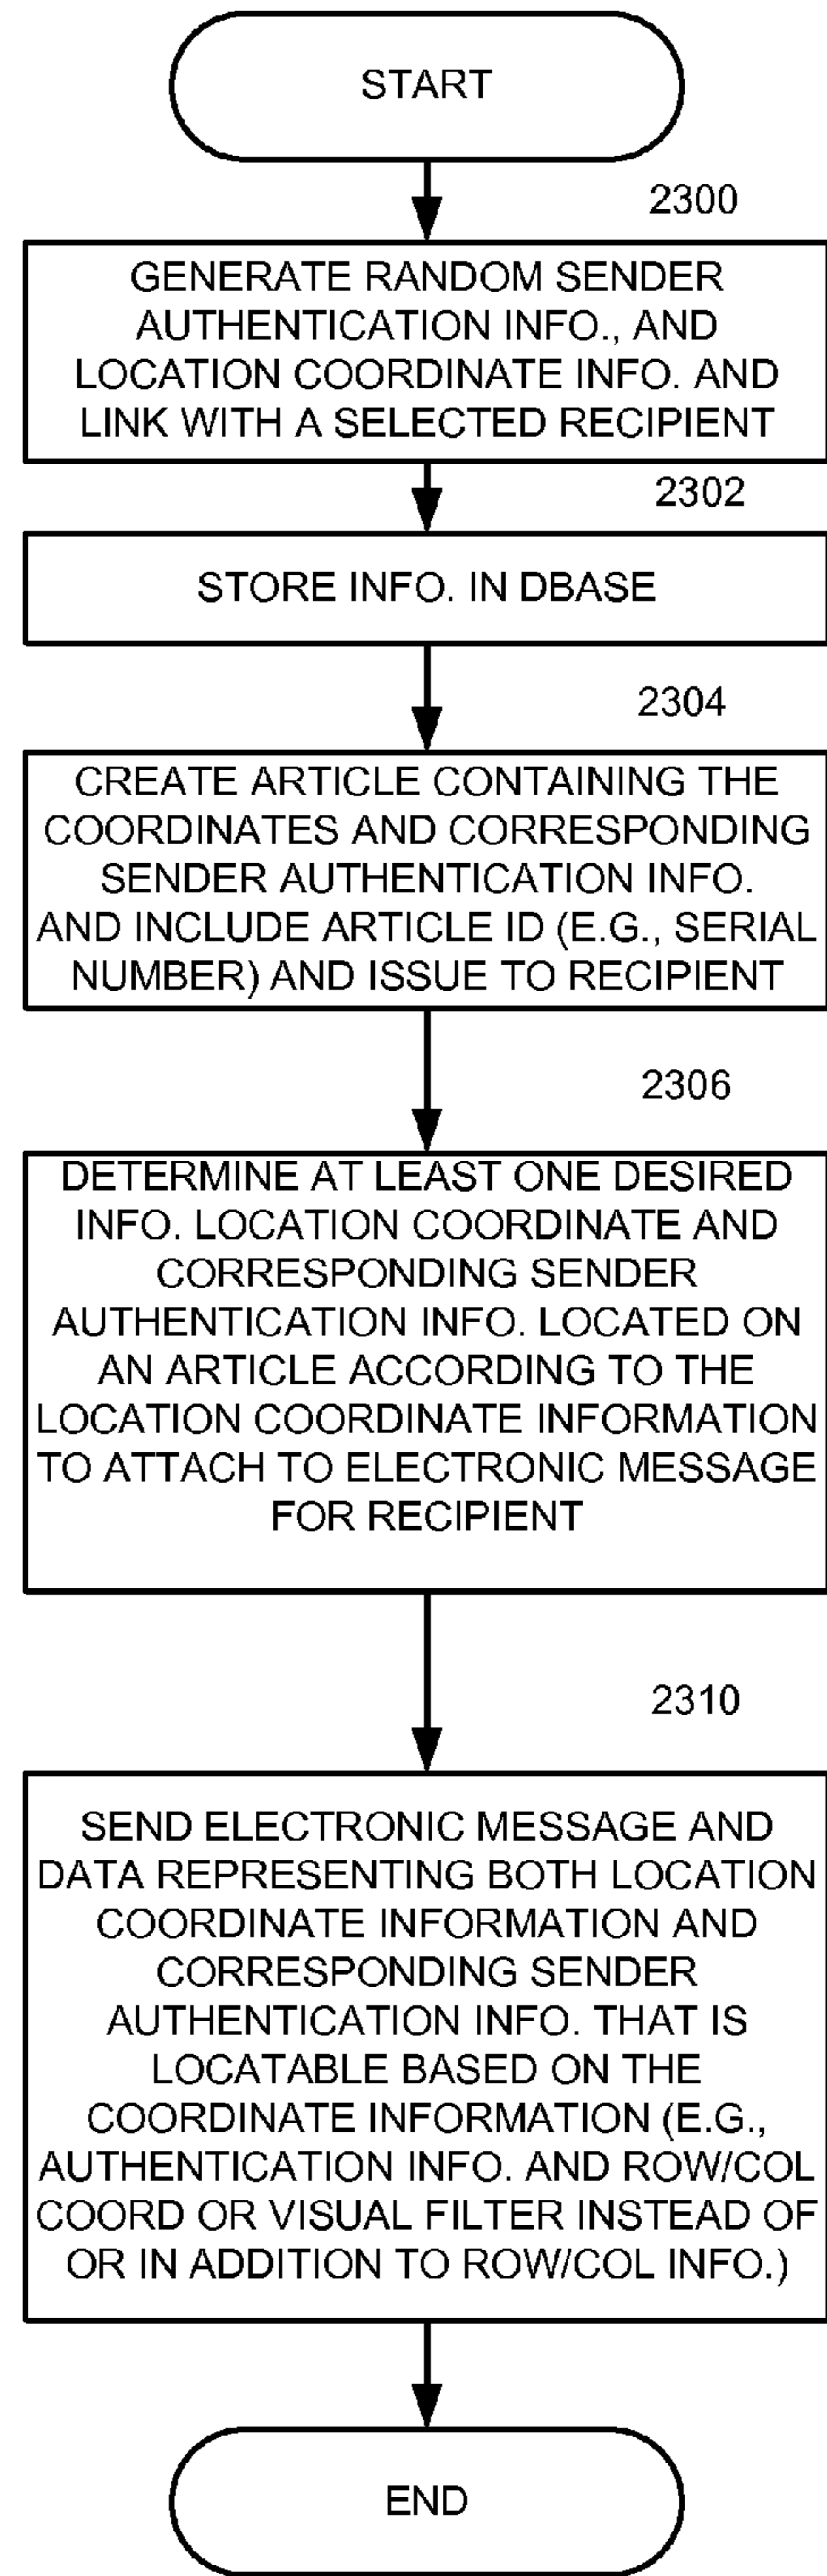 START
2300
GENERATE RANDOM SENDER
AUTHENTICATION INFO., AND
LOCATION COORDINATE INFO. AND
LINK WITH A SELECTED RECIPIENT
2302
STORE INFO. IN DBASE
2304
CREATE ARTICLE CONTAINING THE
COORDINATES AND CORRESPONDING
SENDER AUTHENTICATION INFO.
AND INCLUDE ARTICLE ID (E.G., SERIAL
NUMBER) AND ISSUE TO RECIPIENT
2306
DETERMINE AT LEAST ONE DESIRED
INFO. LOCATION COORDINATE AND
CORRESPONDING SENDER
AUTHENTICATION INFO. LOCATED ON
AN ARTICLE ACCORDING TO THE
LOCATION COORDINATE INFORMATION
TO ATTACH TO ELECTRONIC MESSAGE
FOR RECIPIENT
2310
SEND ELECTRONIC MESSAGE AND
DATA REPRESENTING BOTH LOCATION
COORDINATE INFORMATION AND
CORRESPONDING SENDER
AUTHENTICATION INFO. THAT IS
LOCATABLE BASED ON THE
COORDINATE INFORMATION (E.G.,
AUTHENTICATION INFO. AND ROW/COL
COORD OR VISUAL FILTER INSTEAD OF
OR IN ADDITION TO ROW/COL INFO.)
END